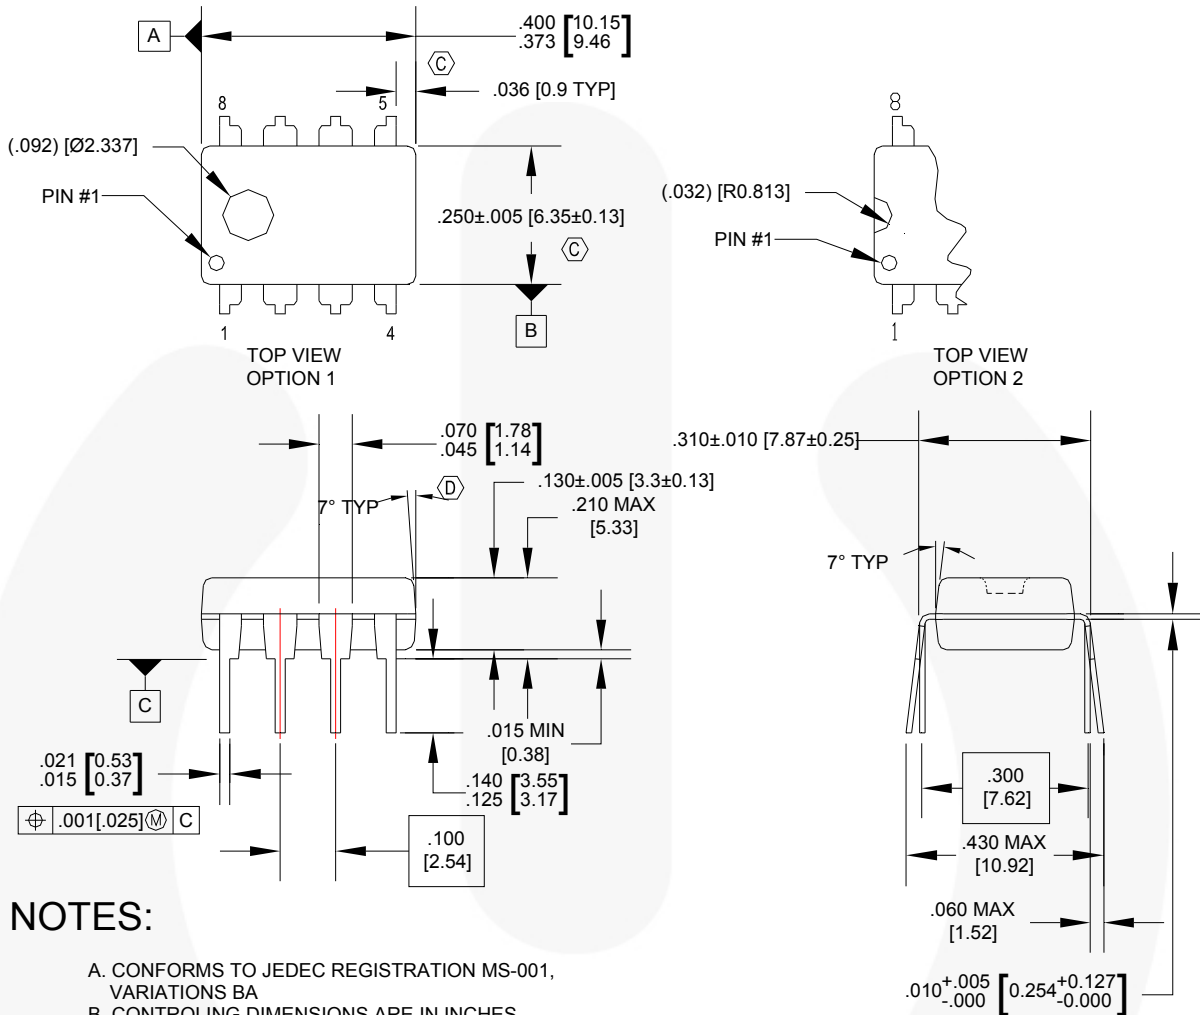 A
.400 [10.15]
.373 [9.46]
C
.036 [0.9 TYP]
8
5
(.092) [Ø2.337]
PIN #1
.250±.005 [6.35±0.13]
C
B
1
4
TOP VIEW
OPTION 1
8
(.032) [R0.813]
PIN #1
1
TOP VIEW
OPTION 2
.070 [1.78]
.045 [1.14]
7° TYP
D
.130±.005 [3.3±0.13]
.210 MAX
[5.33]
C
.015 MIN
[0.38]
.021 [0.53]
.015 [0.37]
.140 [3.55]
.125 [3.17]
⌖ .001[.025] Ⓜ C
.100
[2.54]
.310±.010 [7.87±0.25]
7° TYP
.300
[7.62]
.430 MAX
[10.92]
.060 MAX
[1.52]
.010 +.005 -.000 [0.254 +0.127 -0.000]
NOTES:
A. CONFORMS TO JEDEC REGISTRATION MS-001,
VARIATIONS BA
B. CONTROLING DIMENSIONS ARE IN INCHES